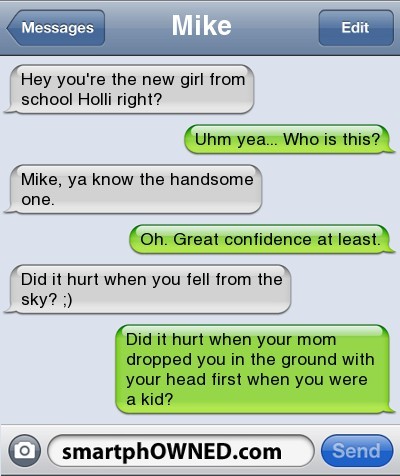 Messages
Mike
Edit
Hey you're the new girl from
school Holli right?
Uhm yea... Who is this?
Mike, ya know the handsome
one.
Oh. Great confidence at least.
Did it hurt when you fell from the
sky? ;)
Did it hurt when your mom
dropped you in the ground with
your head first when you were
a kid?
smartphOWNED.com
Send